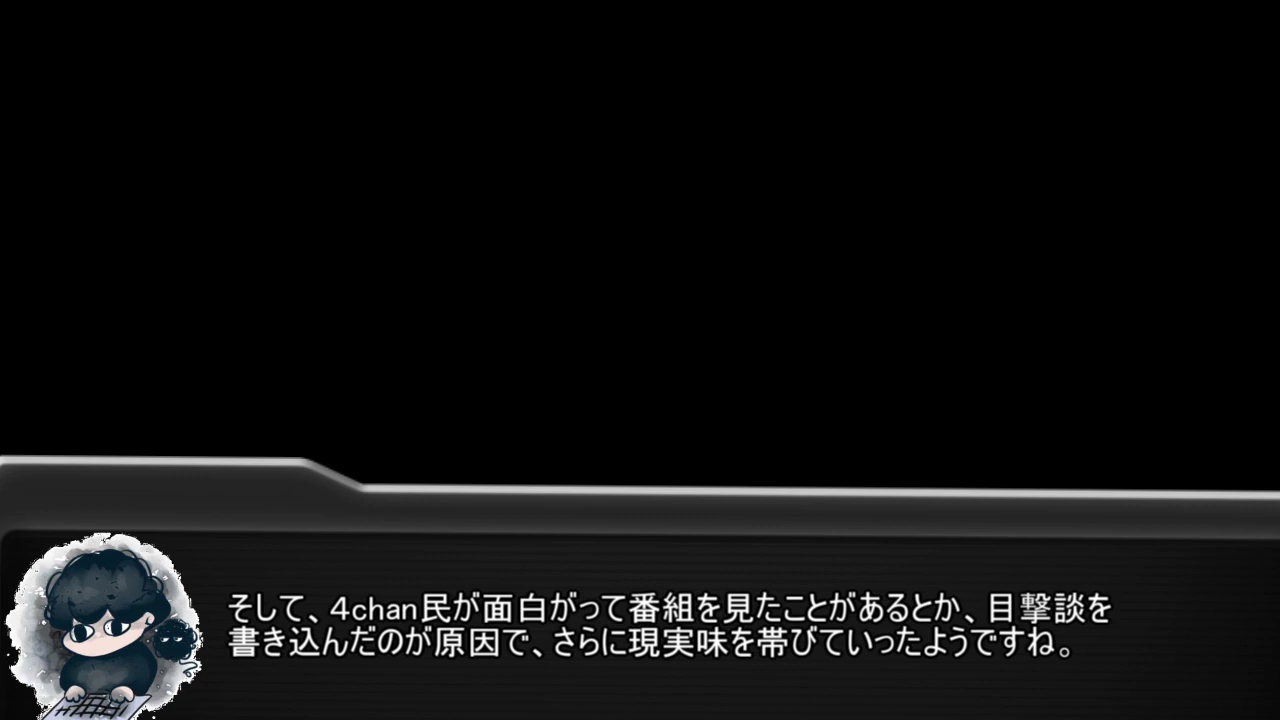 そして、4chan民が面白がって番組を見たことがあるとか、目撃談を
書き込んだのが原因で、さらに現実味を帯びていったようですね。